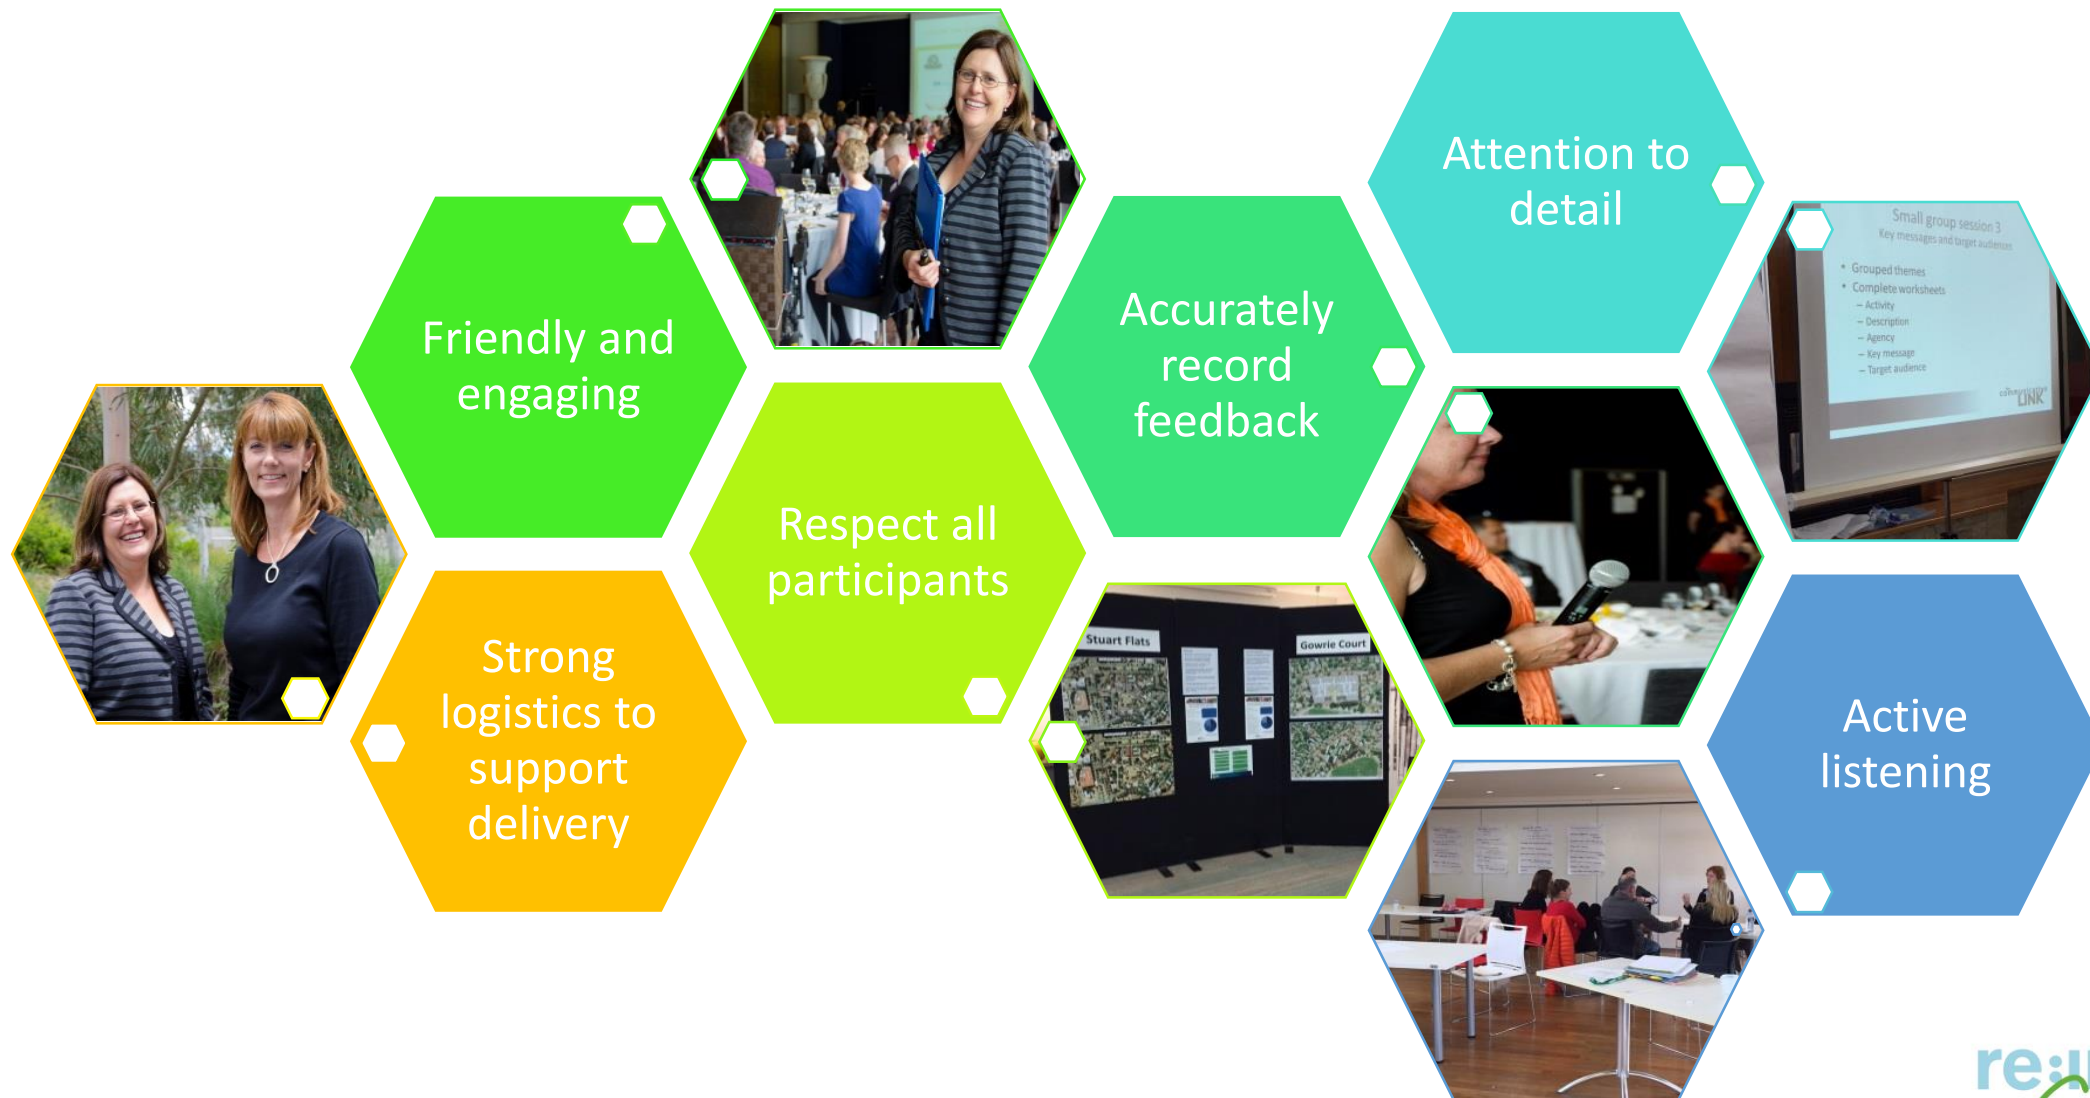 Friendly and
engaging
Strong
logistics to
support
delivery
Respect all
participants
Accurately
record
feedback
Attention to
detail
Active
listening
Small group session 3
Key messages and target audiences
• Grouped themes
• Complete worksheets
– Activity
– Description
– Agency
– Key message
– Target audience
LINK
Stuart Flats
Gowrie Court